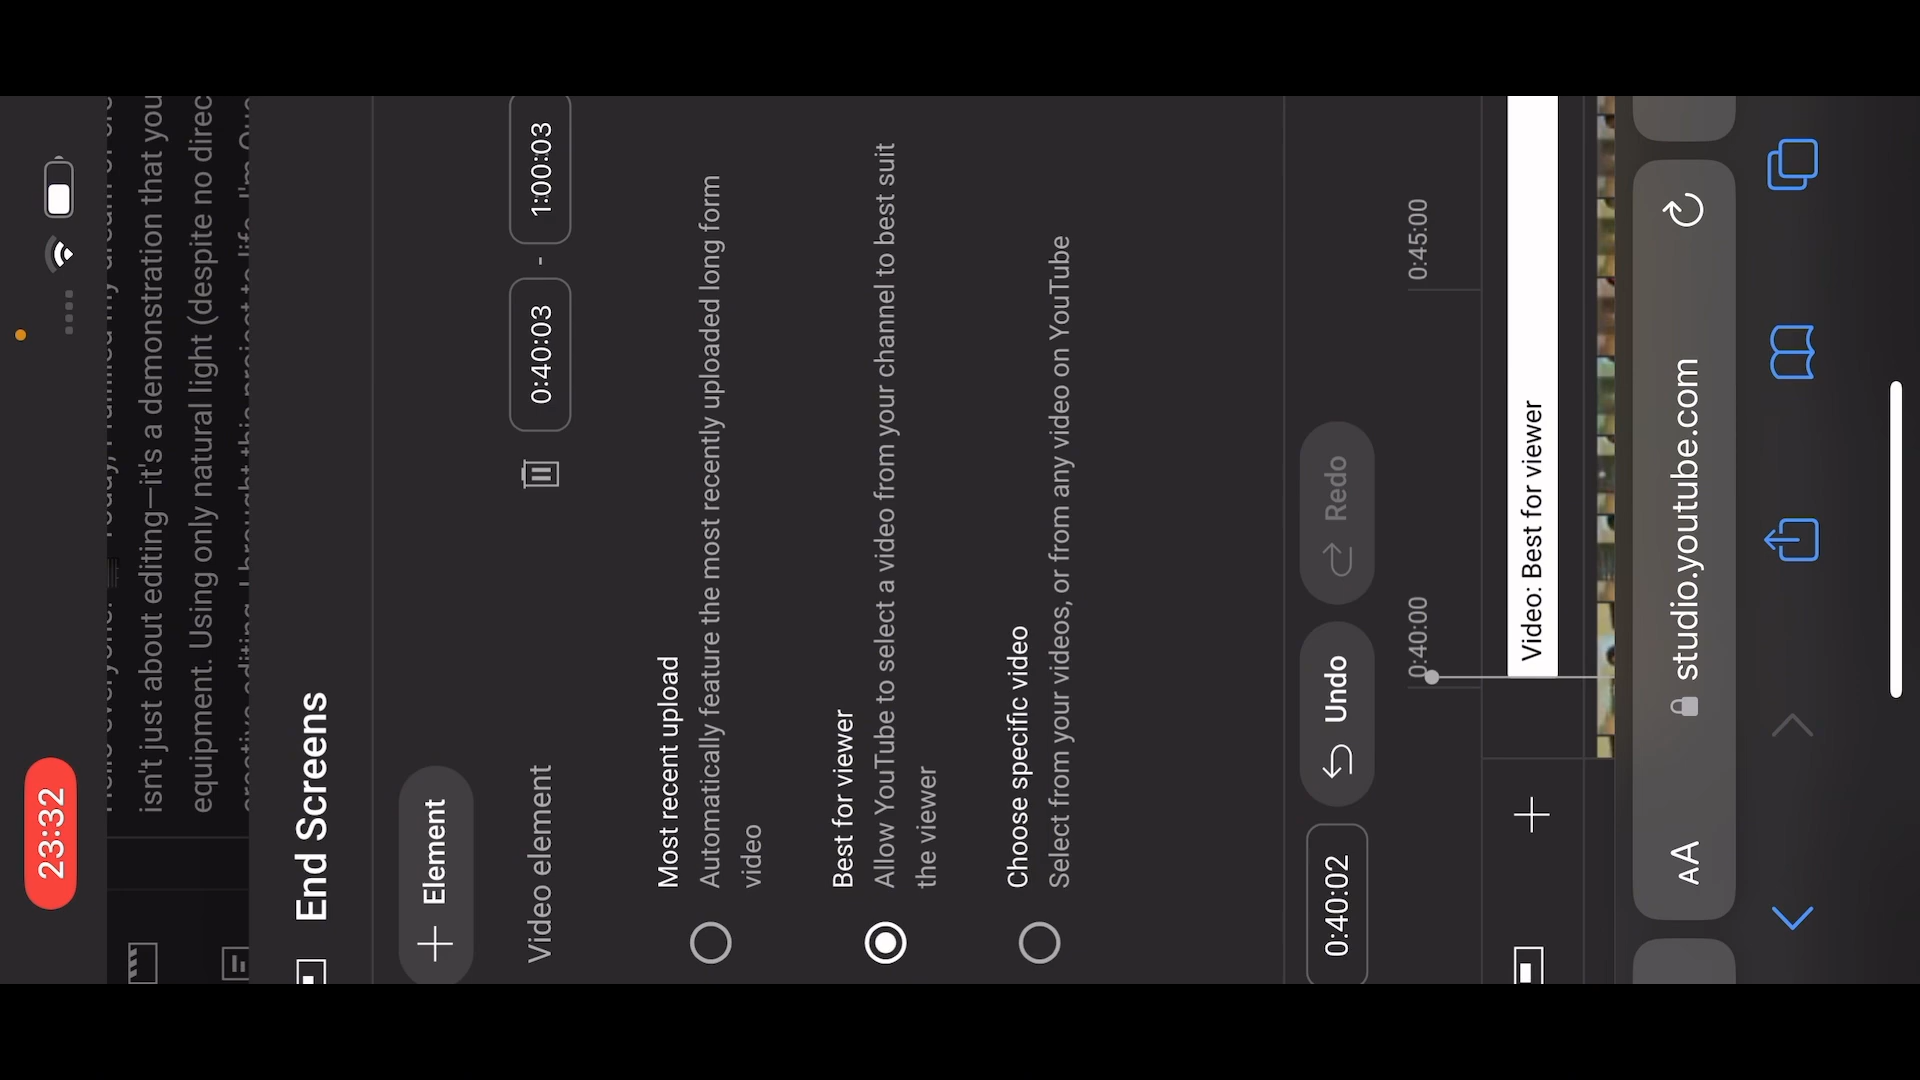 23:32
isn't just about editing—it's a demonstration that you
equipment. Using only natural light (despite no direc
End Screens
Element
Video element
0:40:03 - 1:00:03
Most recent upload
Automatically feature the most recently uploaded long form
video
Best for viewer
Allow YouTube to select a video from your channel to best suit
the viewer
Choose specific video
Select from your videos, or from any video on YouTube
0:40:02 Undo Redo
0:40:00 0:45:00
Video: Best for viewer
AA studio.youtube.com